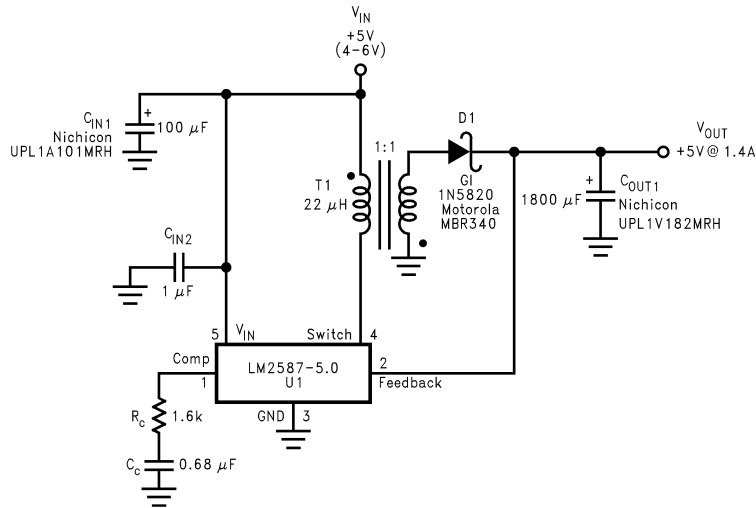 V_IN
+5V
(4–6V)
C_IN1
Nichicon
UPL1A101MRH
+
100 μF
D1
1:1
V_OUT
+5V @ 1.4A
T1
22 μH
GI
1N5820
Motorola
MBR340
1800 μF
+
C_OUT1
Nichicon
UPL1V182MRH
C_IN2
1 μF
5
V_IN
Switch
4
Comp
1
LM2587-5.0
U1
2
Feedback
GND
3
R_c
1.6k
C_c
0.68 μF